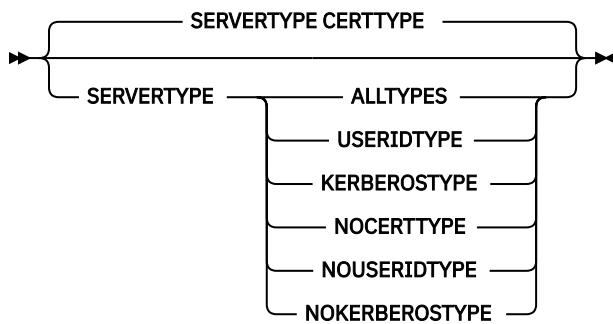 SERVERTYPE CERTTYPE
SERVERTYPE ALLTYPES
USERIDTYPE
KERBEROSTYPE
NOCERTTYPE
NOUSERIDTYPE
NOKERBEROSTYPE